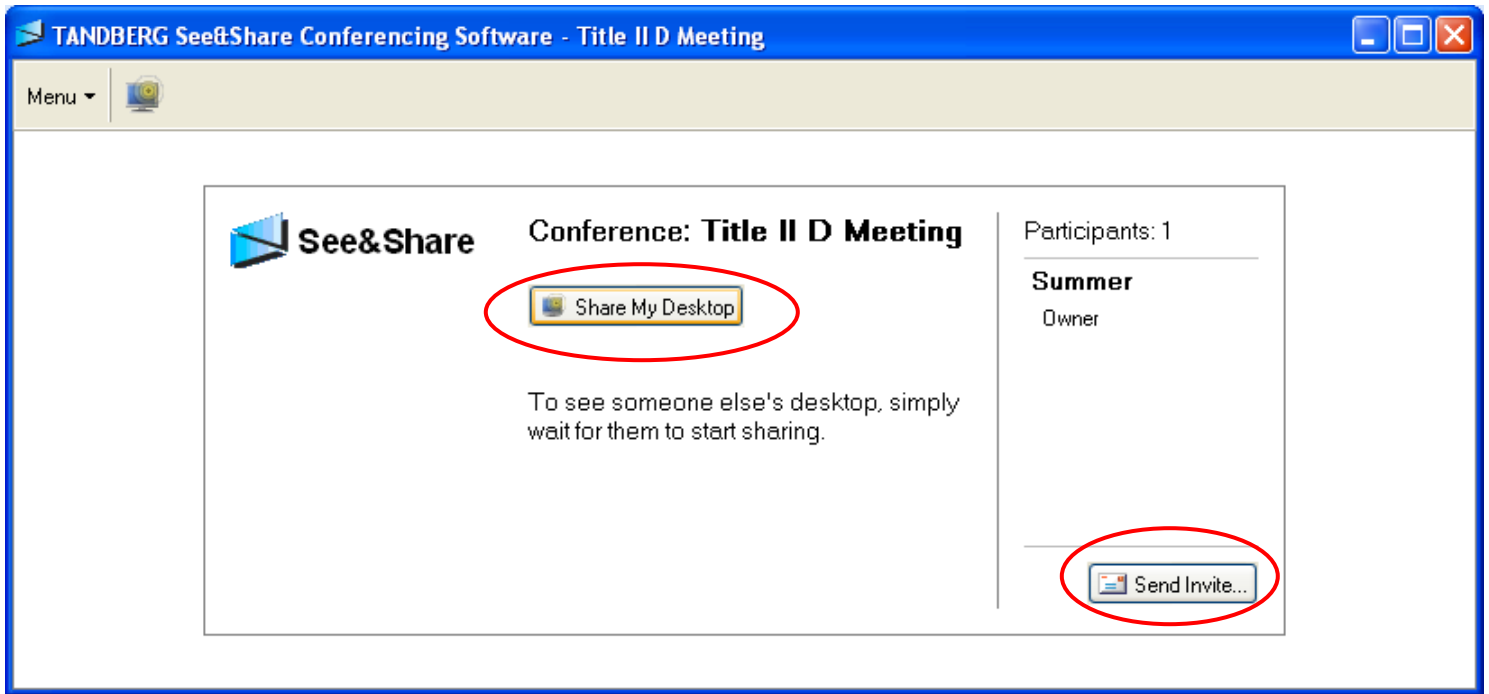 TANDBERG See&Share Conferencing Software - Title II D Meeting
Menu
See&Share
Conference: Title II D Meeting
Share My Desktop
To see someone else's desktop, simply
wait for them to start sharing.
Participants: 1
Summer
Owner
Send Invite...